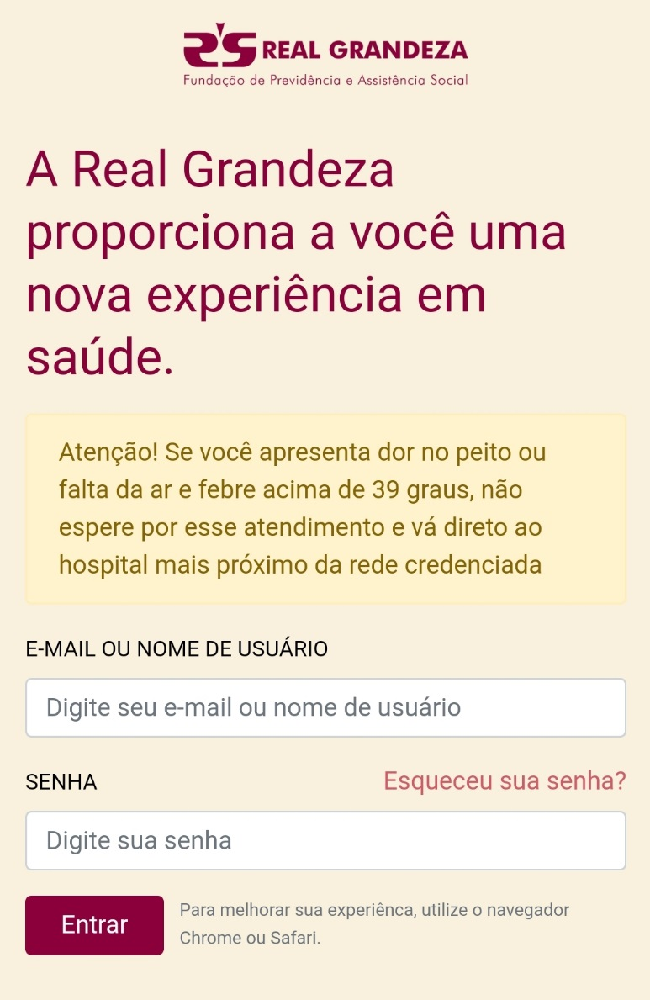 REAL GRANDEZA
Fundação de Previdência e Assistência Social
A Real Grandeza
proporciona a você uma
nova experiência em
saúde.
Atenção! Se você apresenta dor no peito ou
falta da ar e febre acima de 39 graus, não
espere por esse atendimento e vá direto ao
hospital mais próximo da rede credenciada
E-MAIL OU NOME DE USUÁRIO
Digite seu e-mail ou nome de usuário
SENHA
Esqueceu sua senha?
Digite sua senha
Entrar
Para melhorar sua experiênca, utilize o navegador
Chrome ou Safari.